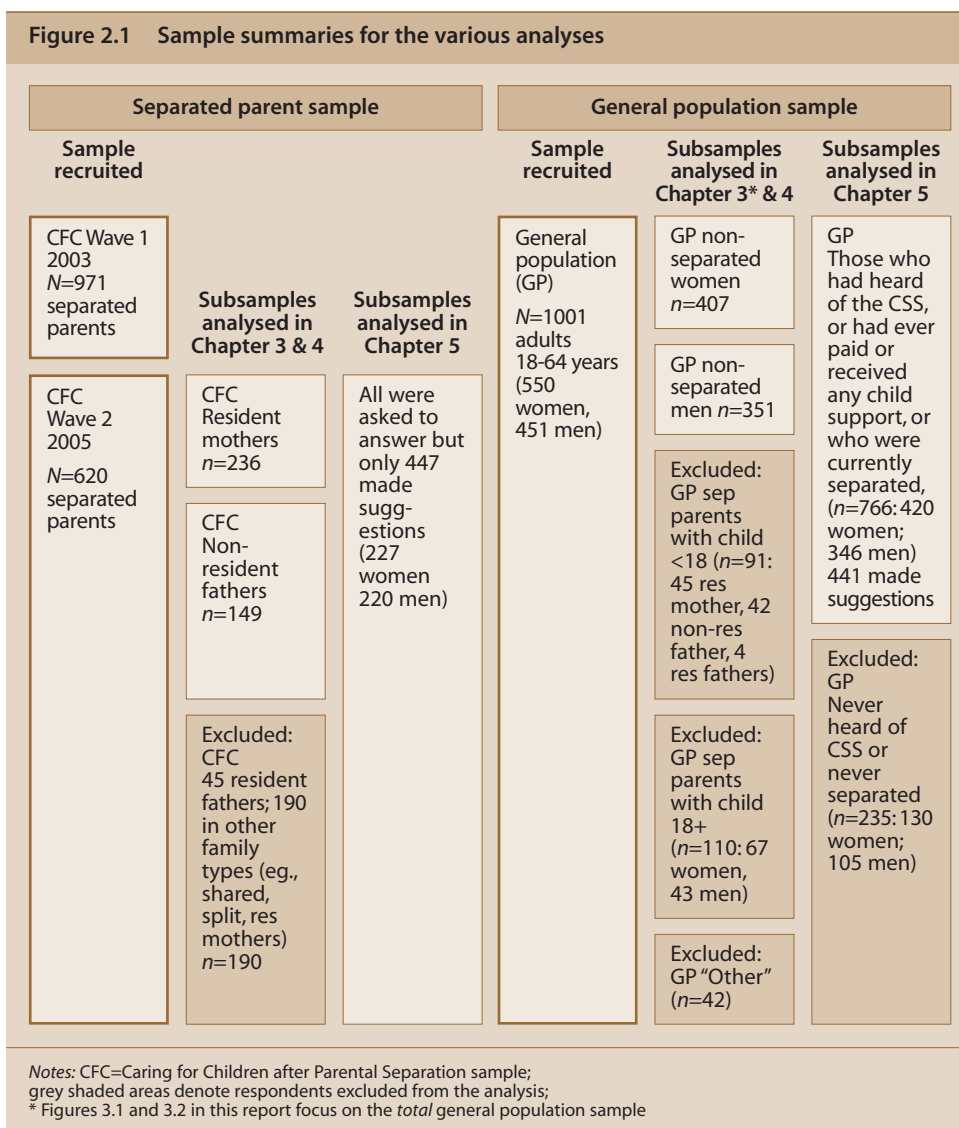 Figure 2.1 Sample summaries for the various analyses
Separated parent sample
Sample
recruited
CFC Wave 1
2003
N=971
separated
parents
CFC
Wave 2
2005
N=620
separated
parents
Subsamples
analysed in
Chapter 3 & 4
CFC
Resident
mothers
n=236
CFC
Non-
resident
fathers
n=149
Excluded:
CFC
45 resident
fathers; 190
in other
family
types (eg.,
shared,
split, res
mothers)
n=190
Subsamples
analysed in
Chapter 5
All were
asked to
answer but
only 447
made
sugg-
estions
(227
women
220 men)
General population sample
Sample
recruited
General
population
(GP)
N=1001
adults
18-64 years
(550
women,
451 men)
Subsamples
analysed in
Chapter 3* & 4
GP non-
separated
women
n=407
GP non-
separated
men n=351
Excluded:
GP sep
parents
with child
<18 (n=91:
45 res
mother, 42
non-res
father, 4
res fathers)
Excluded:
GP sep
parents
with child
18+
(n=110: 67
women,
43 men)
Excluded:
GP “Other”
(n=42)
Subsamples
analysed in
Chapter 5
GP
Those who
had heard
of the CSS,
or had ever
paid or
received
any child
support, or
who were
currently
separated,
(n=766: 420
women;
346 men)
441 made
suggestions
Excluded:
GP
Never
heard of
CSS or
never
separated
(n=235: 130
women;
105 men)
Notes: CFC=Caring for Children after Parental Separation sample;
grey shaded areas denote respondents excluded from the analysis;
* Figures 3.1 and 3.2 in this report focus on the total general population sample